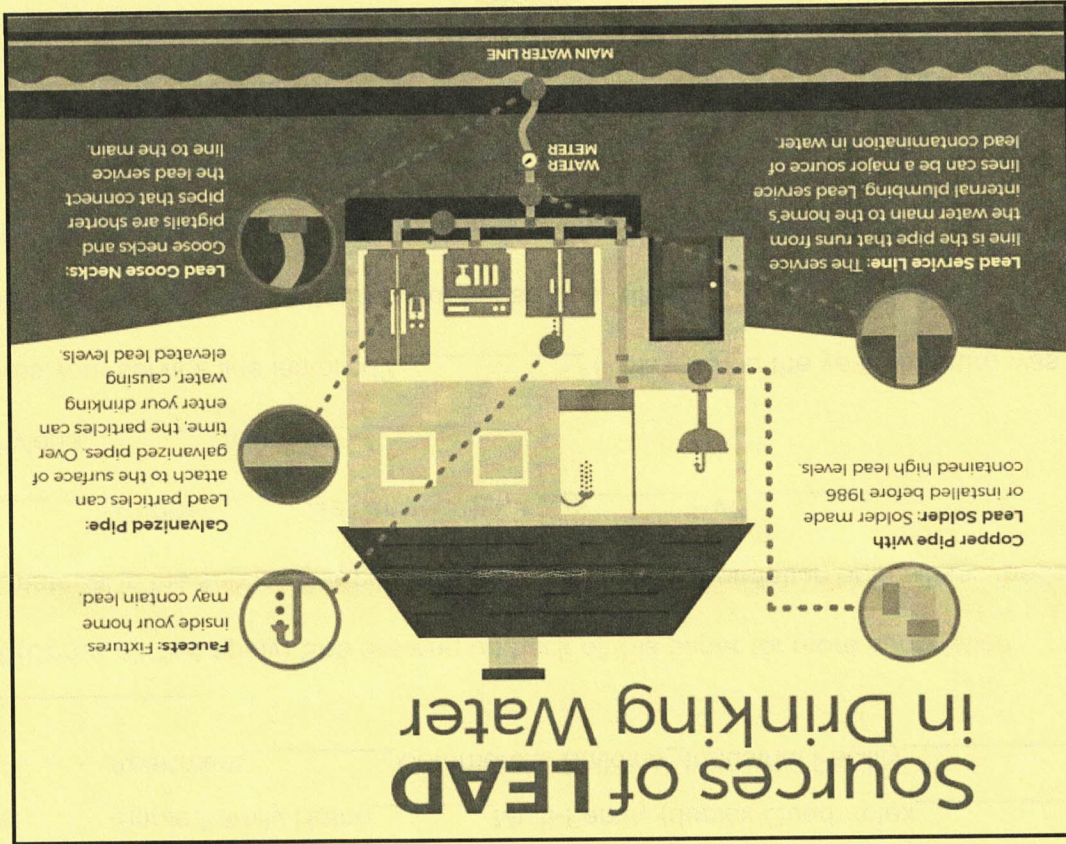 Sources of LEAD
in Drinking Water
Copper Pipe with
Lead Solder: Solder made
or installed before 1986
contained high lead levels.
Lead Service Line: The service
line is the pipe that runs from
the water main to the home's
internal plumbing. Lead service
lines can be a major source of
lead contamination in water.
Faucets: Fixtures
inside your home
may contain lead.
Galvanized Pipe:
Lead particles can
attach to the surface of
galvanized pipes. Over
time, the particles can
enter your drinking
water, causing
elevated lead levels.
Lead Goose Necks:
Goose necks and
pigtails are shorter
pipes that connect
the lead service
line to the main.
WATER
METER
MAIN WATER LINE